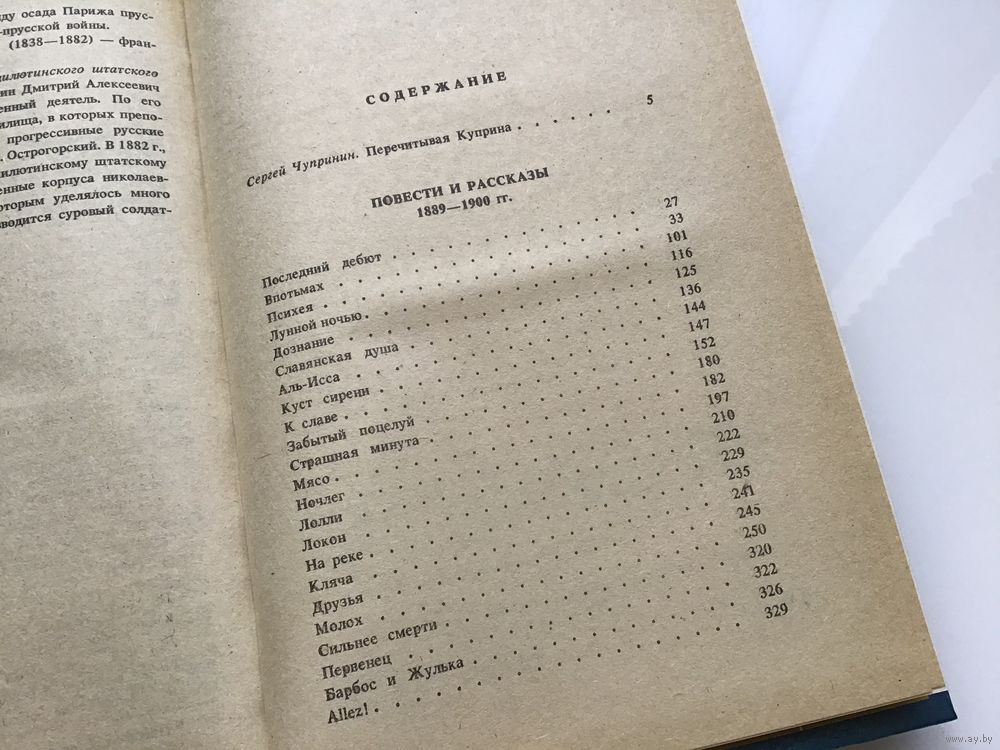 ду осада Парижа прус-
-прусской войны.
(1838—1882) — фран-
илютинского штатского
ин Дмитрий Алексеевич
енный деятель. По его
илища, в которых препо-
прогрессивные русские
. Острогорский. В 1882 г.,
илютинскому штатскому
енные корпуса николаев-
оторым уделялось много
зводится суровый солдат-
СОДЕРЖАНИЕ
Сергей Чупринин. Перечитывая Куприна . . . . . . 5
ПОВЕСТИ И РАССКАЗЫ
1889—1900 гг.
Последний дебют . . . . . . . . . . 27
Впотьмах . . . . . . . . . . 33
Психея . . . . . . . . . . 101
Лунной ночью . . . . . . . . . . 116
Дознание . . . . . . . . . . 125
Славянская душа . . . . . . . . . . 136
Аль-Исса . . . . . . . . . . 144
Куст сирени . . . . . . . . . . 147
К славе . . . . . . . . . . 152
Забытый поцелуй . . . . . . . . . . 180
Страшная минута . . . . . . . . . . 182
Мясо . . . . . . . . . . 197
Ночлег . . . . . . . . . . 210
Лолли . . . . . . . . . . 222
Локон . . . . . . . . . . 229
На реке . . . . . . . . . . 235
Кляча . . . . . . . . . . 241
Друзья . . . . . . . . . . 245
Молох . . . . . . . . . . 250
Сильнее смерти . . . . . . . . . . 320
Первенец . . . . . . . . . . 322
Барбос и Жулька . . . . . . . . . . 326
Allez! . . . . . . . . . . 329
www.ay.by